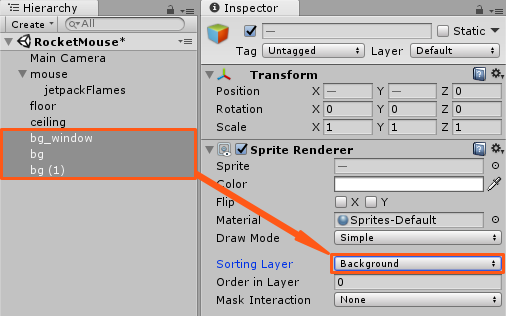 Hierarchy
Create All
RocketMouse*
Main Camera
mouse
jetpackFlames
floor
ceiling
bg_window
bg
bg (1)
Inspector
— Static
Tag Untagged Layer Default
Transform
Position X — Y — Z 0
Rotation X 0 Y 0 Z 0
Scale X 1 Y 1 Z 1
Sprite Renderer
Sprite —
Color
Flip X Y
Material Sprites-Default
Draw Mode Simple
Sorting Layer Background
Order in Layer 0
Mask Interaction None